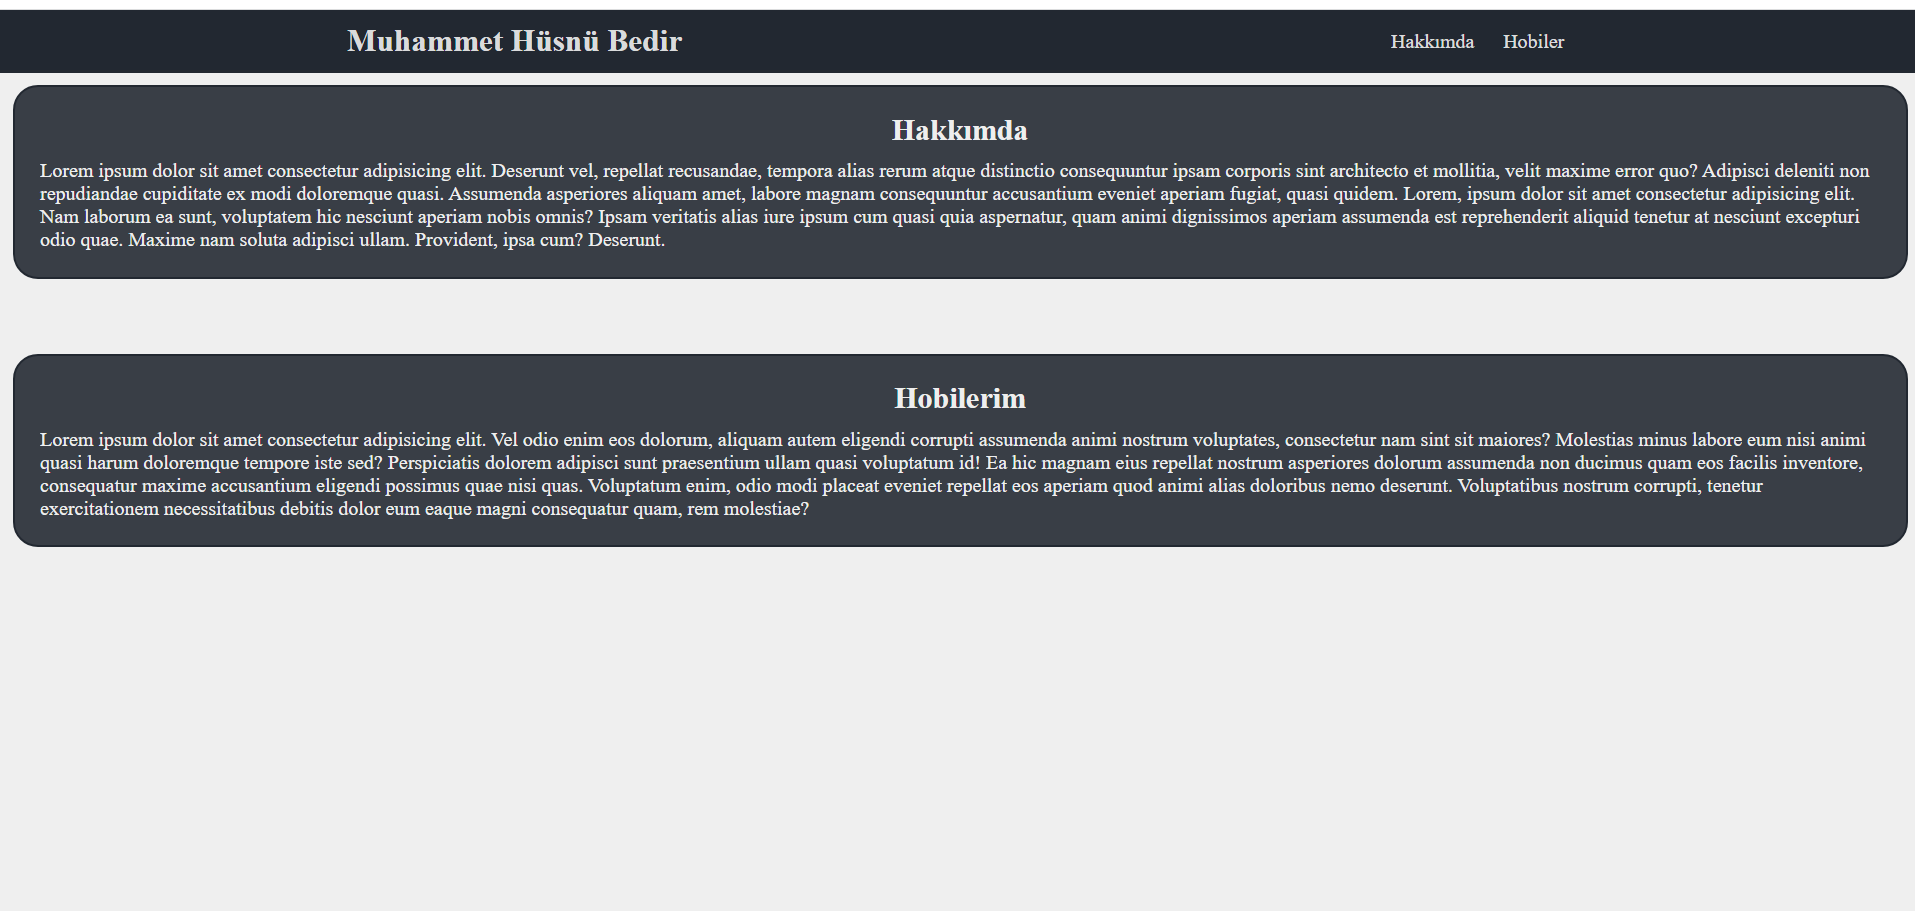 Muhammet Hüsnü Bedir
Hakkımda Hobiler
Hakkımda
Lorem ipsum dolor sit amet consectetur adipisicing elit. Deserunt vel, repellat recusandae, tempora alias rerum atque distinctio consequuntur ipsam corporis sint architecto et mollitia, velit maxime error quo? Adipisci deleniti non
repudiandae cupiditate ex modi doloremque quasi. Assumenda asperiores aliquam amet, labore magnam consequuntur accusantium eveniet aperiam fugiat, quasi quidem. Lorem, ipsum dolor sit amet consectetur adipisicing elit.
Nam laborum ea sunt, voluptatem hic nesciunt aperiam nobis omnis? Ipsam veritatis alias iure ipsum cum quasi quia aspernatur, quam animi dignissimos aperiam assumenda est reprehenderit aliquid tenetur at nesciunt excepturi
odio quae. Maxime nam soluta adipisci ullam. Provident, ipsa cum? Deserunt.
Hobilerim
Lorem ipsum dolor sit amet consectetur adipisicing elit. Vel odio enim eos dolorum, aliquam autem eligendi corrupti assumenda animi nostrum voluptates, consectetur nam sint sit maiores? Molestias minus labore eum nisi animi
quasi harum doloremque tempore iste sed? Perspiciatis dolorem adipisci sunt praesentium ullam quasi voluptatum id! Ea hic magnam eius repellat nostrum asperiores dolorum assumenda non ducimus quam eos facilis inventore,
consequatur maxime accusantium eligendi possimus quae nisi quas. Voluptatum enim, odio modi placeat eveniet repellat eos aperiam quod animi alias doloribus nemo deserunt. Voluptatibus nostrum corrupti, tenetur
exercitationem necessitatibus debitis dolor eum eaque magni consequatur quam, rem molestiae?